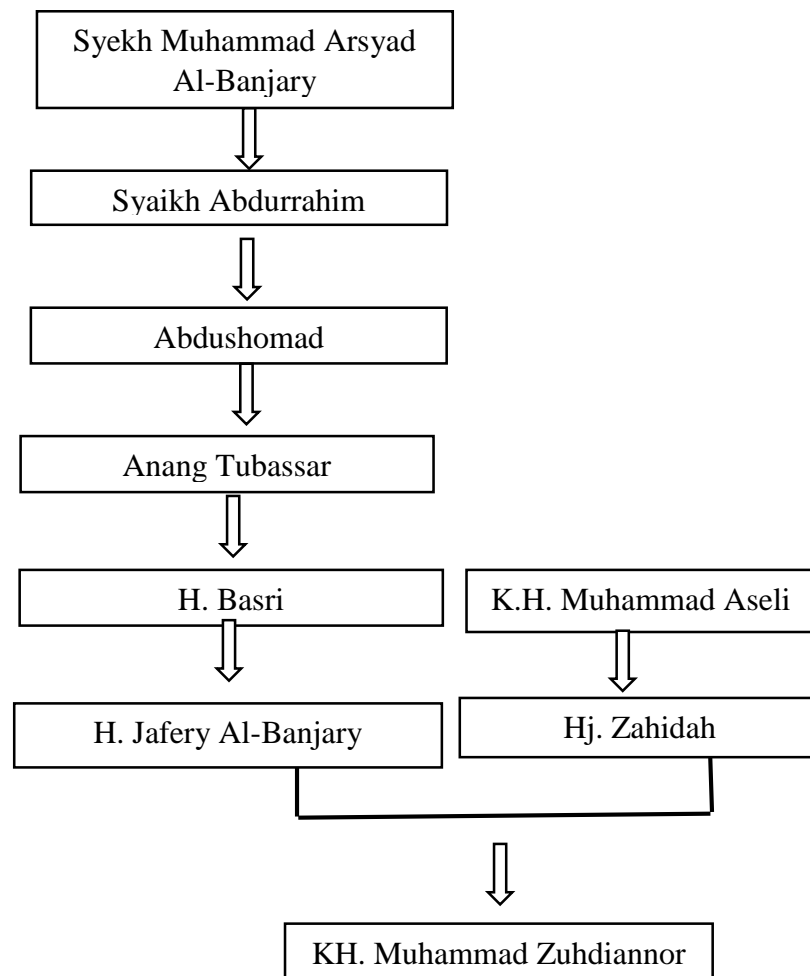 Syekh Muhammad Arsyad
Al-Banjary
Syaikh Abdurrahim
Abdushomad
Anang Tubassar
H. Basri
K.H. Muhammad Aseli
H. Jafery Al-Banjary
Hj. Zahidah
KH. Muhammad Zuhdiannor